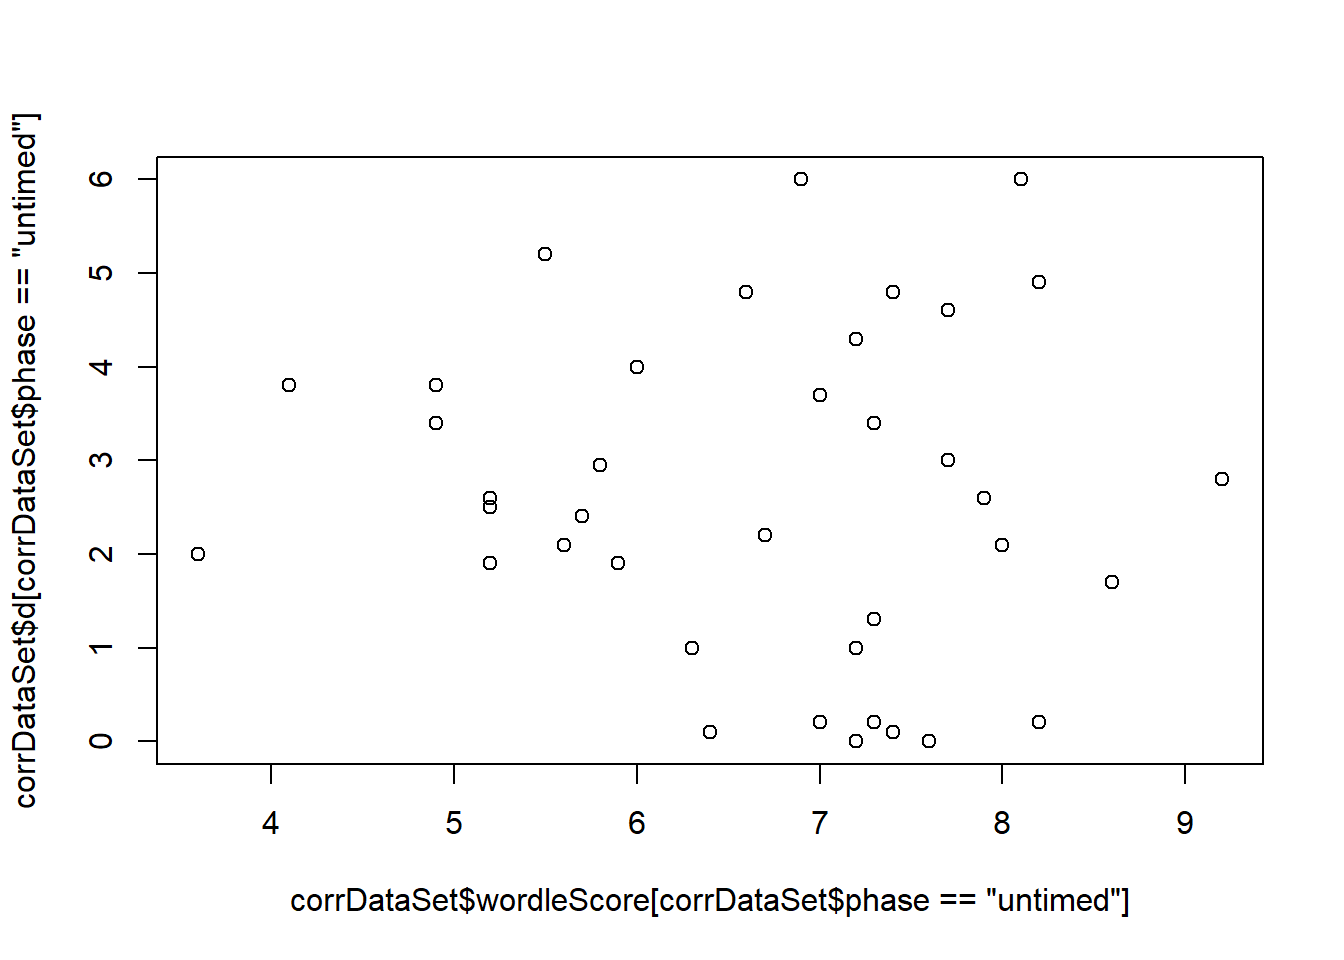 corrDataSet$d[corrDataSet$phase == "untimed"]
6
5
4
3
2
1
0
4 5 6 7 8 9
corrDataSet$wordleScore[corrDataSet$phase == "untimed"]